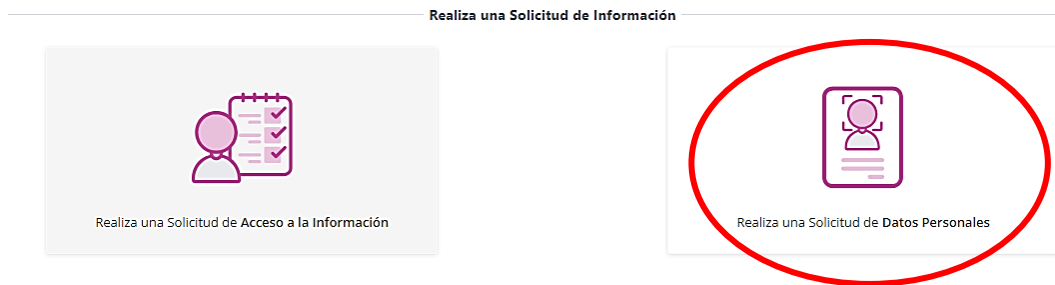 Realiza una Solicitud de Información
Realiza una Solicitud de Acceso a la Información
Realiza una Solicitud de Datos Personales